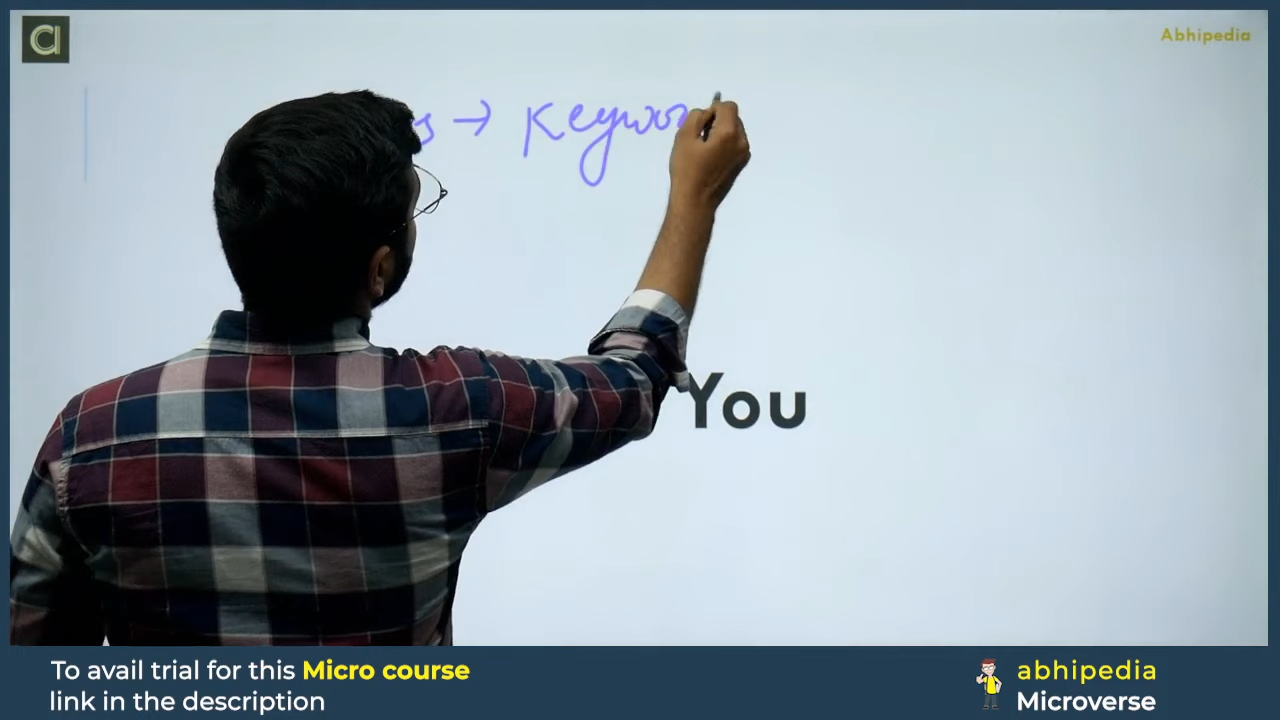 Abhipedia
s → Keywor
You
To avail trial for this Micro course
link in the description
abhipedia
Microverse